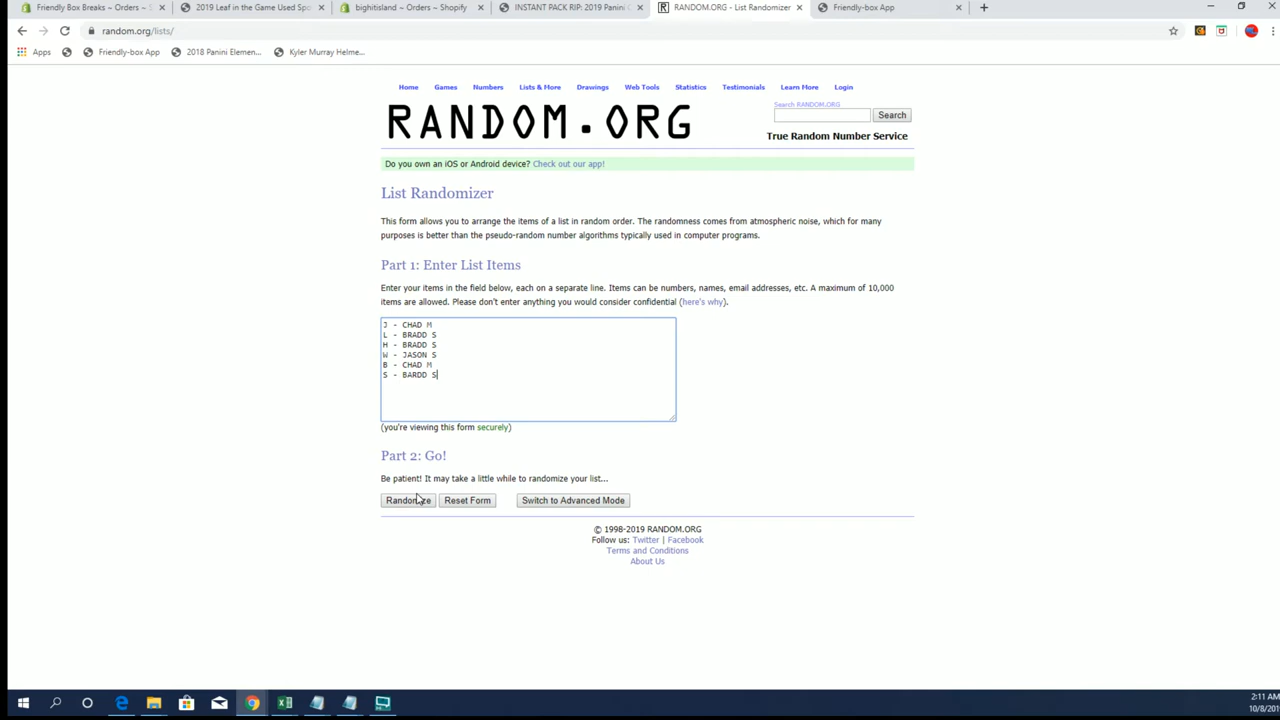 Friendly Box Breaks ~ Orders ~ S
2019 Leaf in the Game Used Spo
bighitisland ~ Orders ~ Shopify
INSTANT PACK RIP: 2019 Panini C
RANDOM.ORG - List Randomizer
Friendly-box App
random.org/lists/
Apps
Friendly-box App
2018 Panini Elemen...
Kyler Murray Helme...
Home Games Numbers Lists & More Drawings Web Tools Statistics Testimonials Learn More Login
RANDOM.ORG
Search RANDOM.ORG
Search
True Random Number Service
Do you own an iOS or Android device? Check out our app!
List Randomizer
This form allows you to arrange the items of a list in random order. The randomness comes from atmospheric noise, which for many
purposes is better than the pseudo-random number algorithms typically used in computer programs.
Part 1: Enter List Items
Enter your items in the field below, each on a separate line. Items can be numbers, names, email addresses, etc. A maximum of 10,000
items are allowed. Please don't enter anything you would consider confidential (here's why).
J - CHAD M
L - BRADD S
H - BRADD S
W - JASON S
B - CHAD M
S - BARDD S
(you're viewing this form securely)
Part 2: Go!
Be patient! It may take a little while to randomize your list...
Randomize Reset Form Switch to Advanced Mode
© 1998-2019 RANDOM.ORG
Follow us: Twitter | Facebook
Terms and Conditions
About Us
2:11 AM
10/8/201